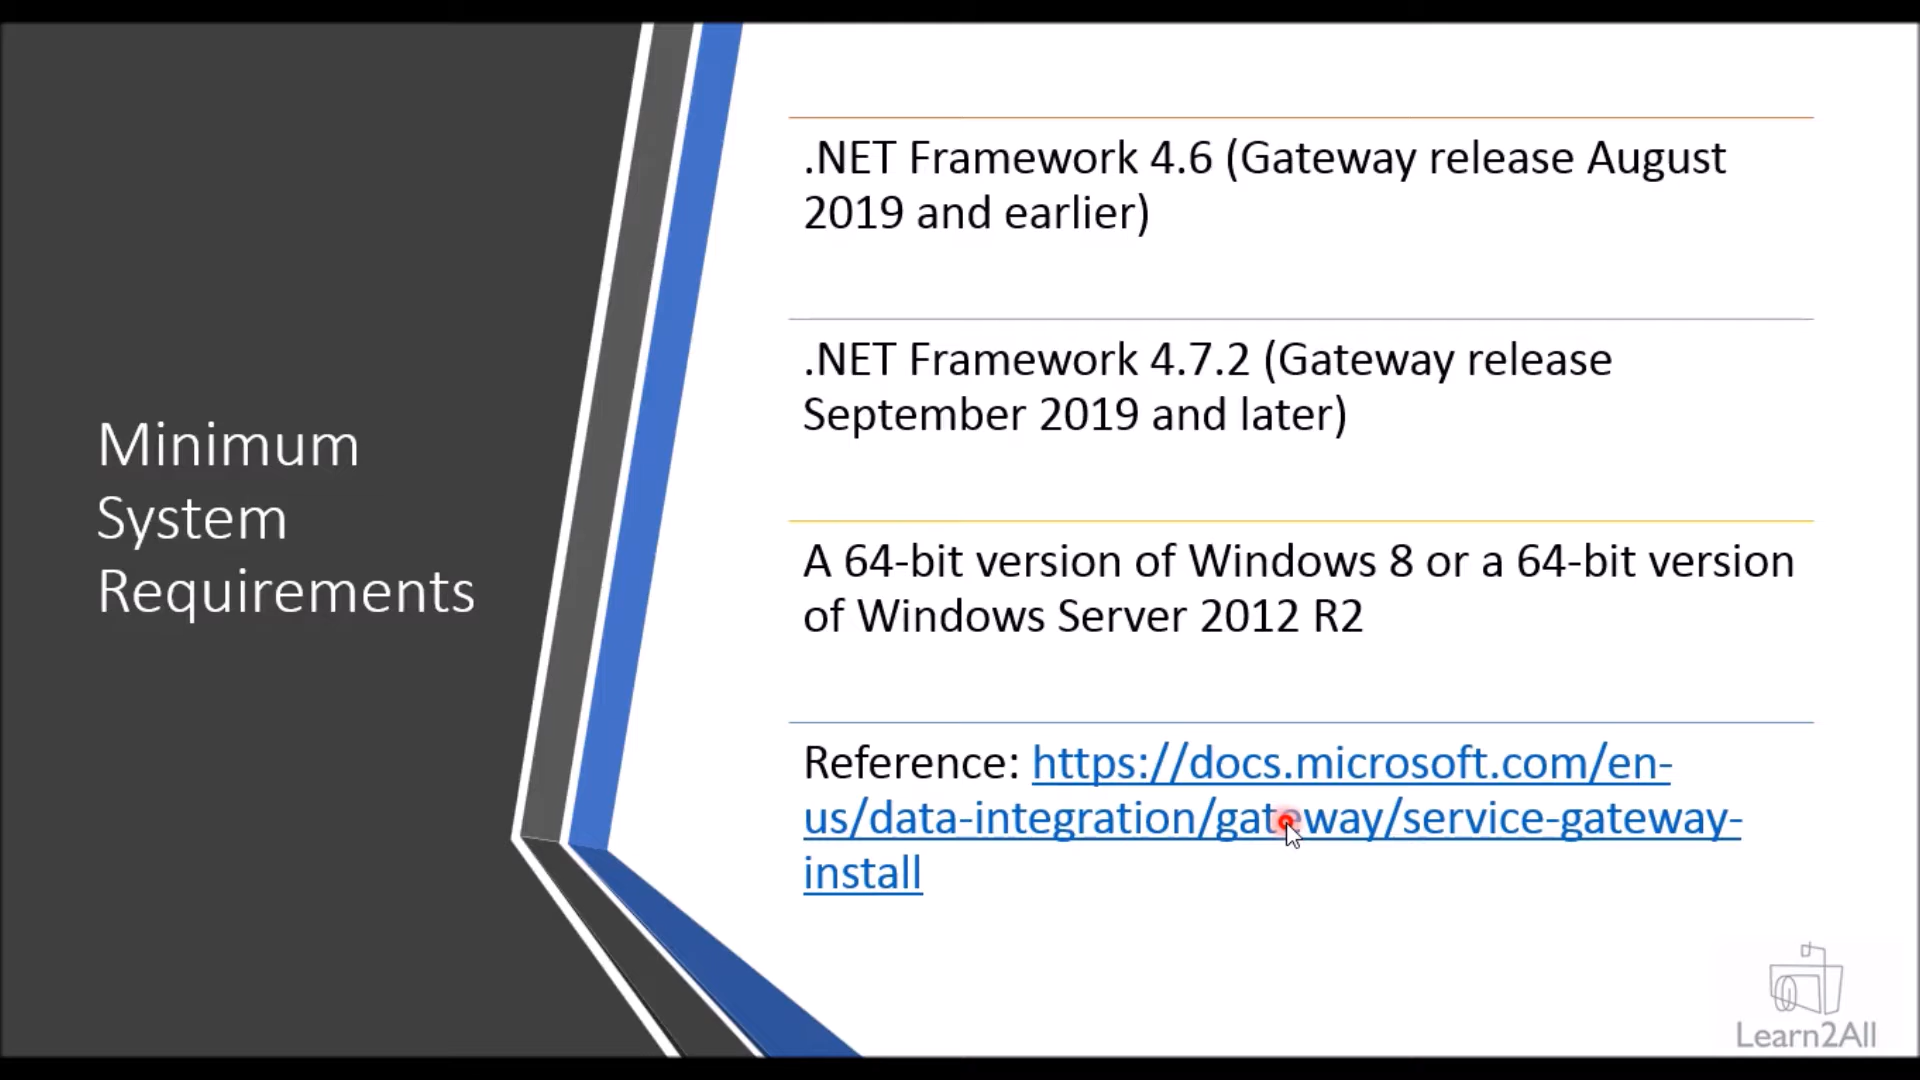 Minimum
System
Requirements
.NET Framework 4.6 (Gateway release August
2019 and earlier)
.NET Framework 4.7.2 (Gateway release
September 2019 and later)
A 64-bit version of Windows 8 or a 64-bit version
of Windows Server 2012 R2
Reference: https://docs.microsoft.com/en-
us/data-integration/gateway/service-gateway-
install
Learn2All